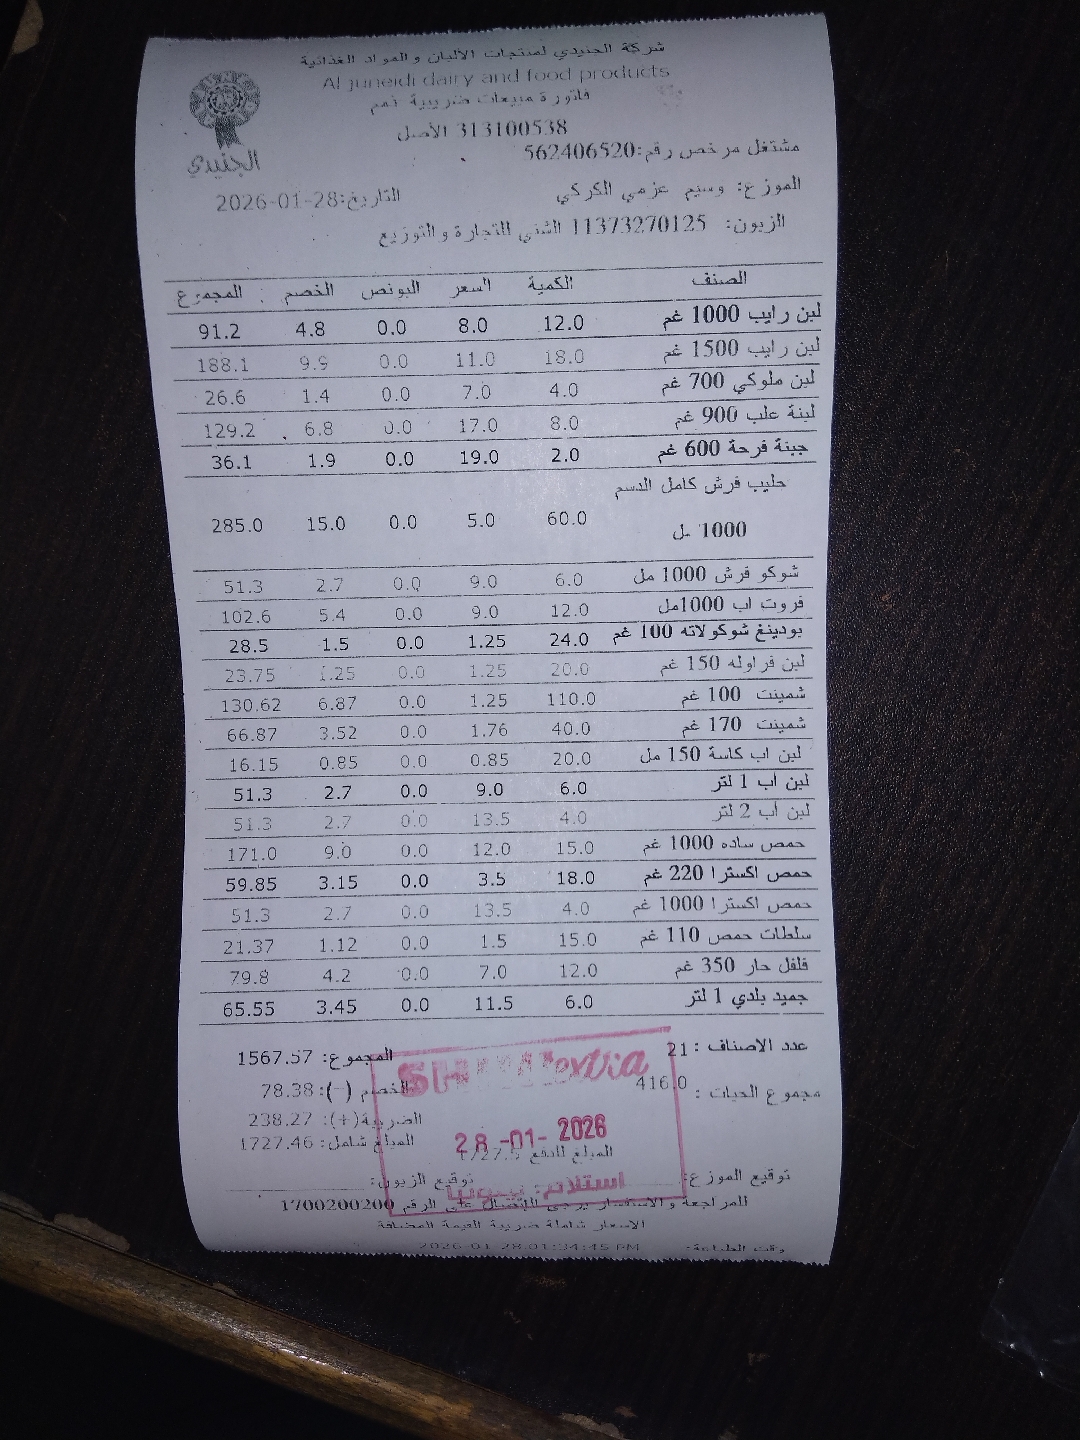 شركة الجنيدي لمنتجات الألبان والمواد الغذائية
Al juneidi dairy and food products
فاتورة مبيعات ضريبية ذمم
313100538 الأصل
الجنيدي
مشتغل مرخص رقم:562406520
الموزع: وسيم عزمي الكركي التاريخ:28-01-2026
الزبون: 11373270125 الشني للتجارة والتوزيع
الصنف الكمية السعر البونص الخصم المجموع
لبن رايب 1000 غم 12.0 8.0 0.0 4.8 91.2
لبن رايب 1500 غم 18.0 11.0 0.0 9.9 188.1
لبن ملوكي 700 غم 4.0 7.0 0.0 1.4 26.6
لبنة علب 900 غم 8.0 17.0 0.0 6.8 129.2
جبنة فرحة 600 غم 2.0 19.0 0.0 1.9 36.1
حليب فرش كامل الدسم
1000 مل 60.0 5.0 0.0 15.0 285.0
شوكو فرش 1000 مل 6.0 9.0 0.0 2.7 51.3
فروت اب 1000مل 12.0 9.0 0.0 5.4 102.6
بودينغ شوكولاته 100 غم 24.0 1.25 0.0 1.5 28.5
لبن فراوله 150 غم 20.0 1.25 0.0 1.25 23.75
شمينت 100 غم 110.0 1.25 0.0 6.87 130.62
شمينت 170 غم 40.0 1.76 0.0 3.52 66.87
لبن اب كاسة 150 مل 20.0 0.85 0.0 0.85 16.15
لبن اب 1 لتر 6.0 9.0 0.0 2.7 51.3
لبن اب 2 لتر 4.0 13.5 0.0 2.7 51.3
حمص ساده 1000 غم 15.0 12.0 0.0 9.0 171.0
حمص اكسترا 220 غم 18.0 3.5 0.0 3.15 59.85
حمص اكسترا 1000 غم 4.0 13.5 0.0 2.7 51.3
سلطات حمص 110 غم 15.0 1.5 0.0 1.12 21.37
فلفل حار 350 غم 12.0 7.0 0.0 4.2 79.8
جميد بلدي 1 لتر 6.0 11.5 0.0 3.45 65.55
عدد الاصناف : 21 المجموع: 1567.57
مجموع الحبات : 416.0 الخصم (-): 78.38
الضريبة(+): 238.27
المبلغ شامل: 1727.46
28-01-2026
المبلغ للدفع 1727.5
توقيع الموزع: توقيع الزبون:
استلام
للمراجعة والاستفسار يرجى الاتصال على الرقم 1700200200
الاسعار شاملة ضريبة القيمة المضافة
وقت الطباعة: 2026-01-28 01:34:45 PM